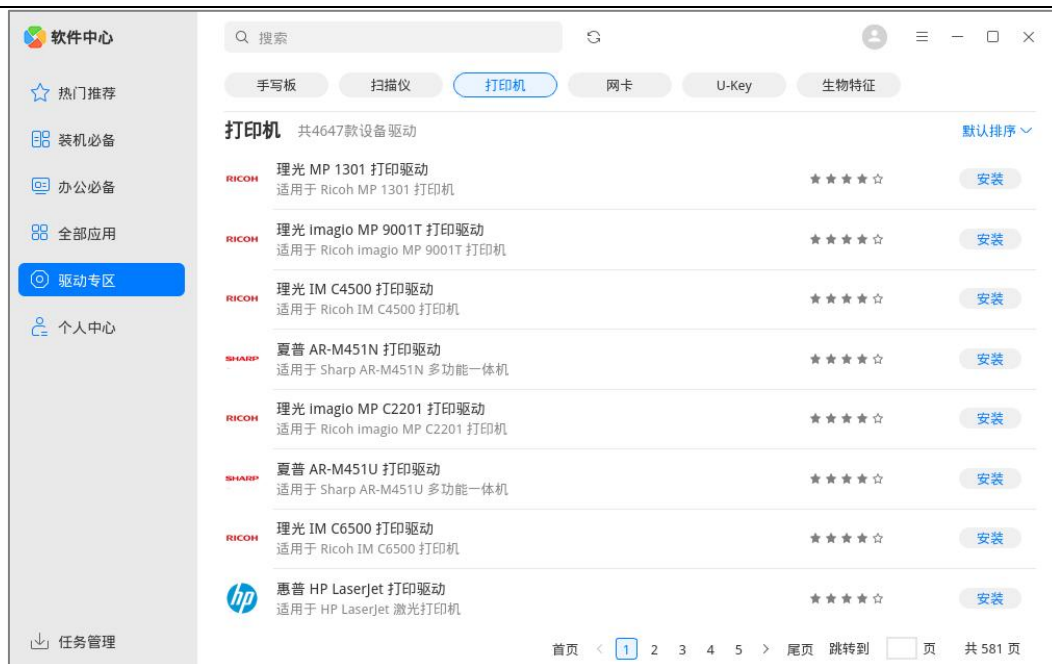 软件中心
搜索
热门推荐
装机必备
办公必备
全部应用
驱动专区
个人中心
任务管理
手写板 扫描仪 打印机 网卡 U-Key 生物特征
打印机 共4647款设备驱动 默认排序
RICOH
理光 MP 1301 打印驱动
适用于 Ricoh MP 1301 打印机
安装
RICOH
理光 imagio MP 9001T 打印驱动
适用于 Ricoh imagio MP 9001T 打印机
安装
RICOH
理光 IM C4500 打印驱动
适用于 Ricoh IM C4500 打印机
安装
SHARP
夏普 AR-M451N 打印驱动
适用于 Sharp AR-M451N 多功能一体机
安装
RICOH
理光 imagio MP C2201 打印驱动
适用于 Ricoh imagio MP C2201 打印机
安装
SHARP
夏普 AR-M451U 打印驱动
适用于 Sharp AR-M451U 多功能一体机
安装
RICOH
理光 IM C6500 打印驱动
适用于 Ricoh IM C6500 打印机
安装
hp
惠普 HP LaserJet 打印驱动
适用于 HP LaserJet 激光打印机
安装
首页 < 1 2 3 4 5 > 尾页 跳转到 页 共 581 页